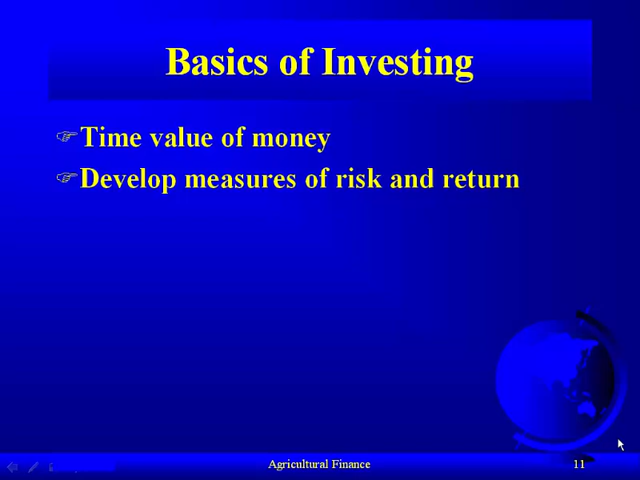 Basics of Investing
Time value of money
Develop measures of risk and return
Agricultural Finance
11